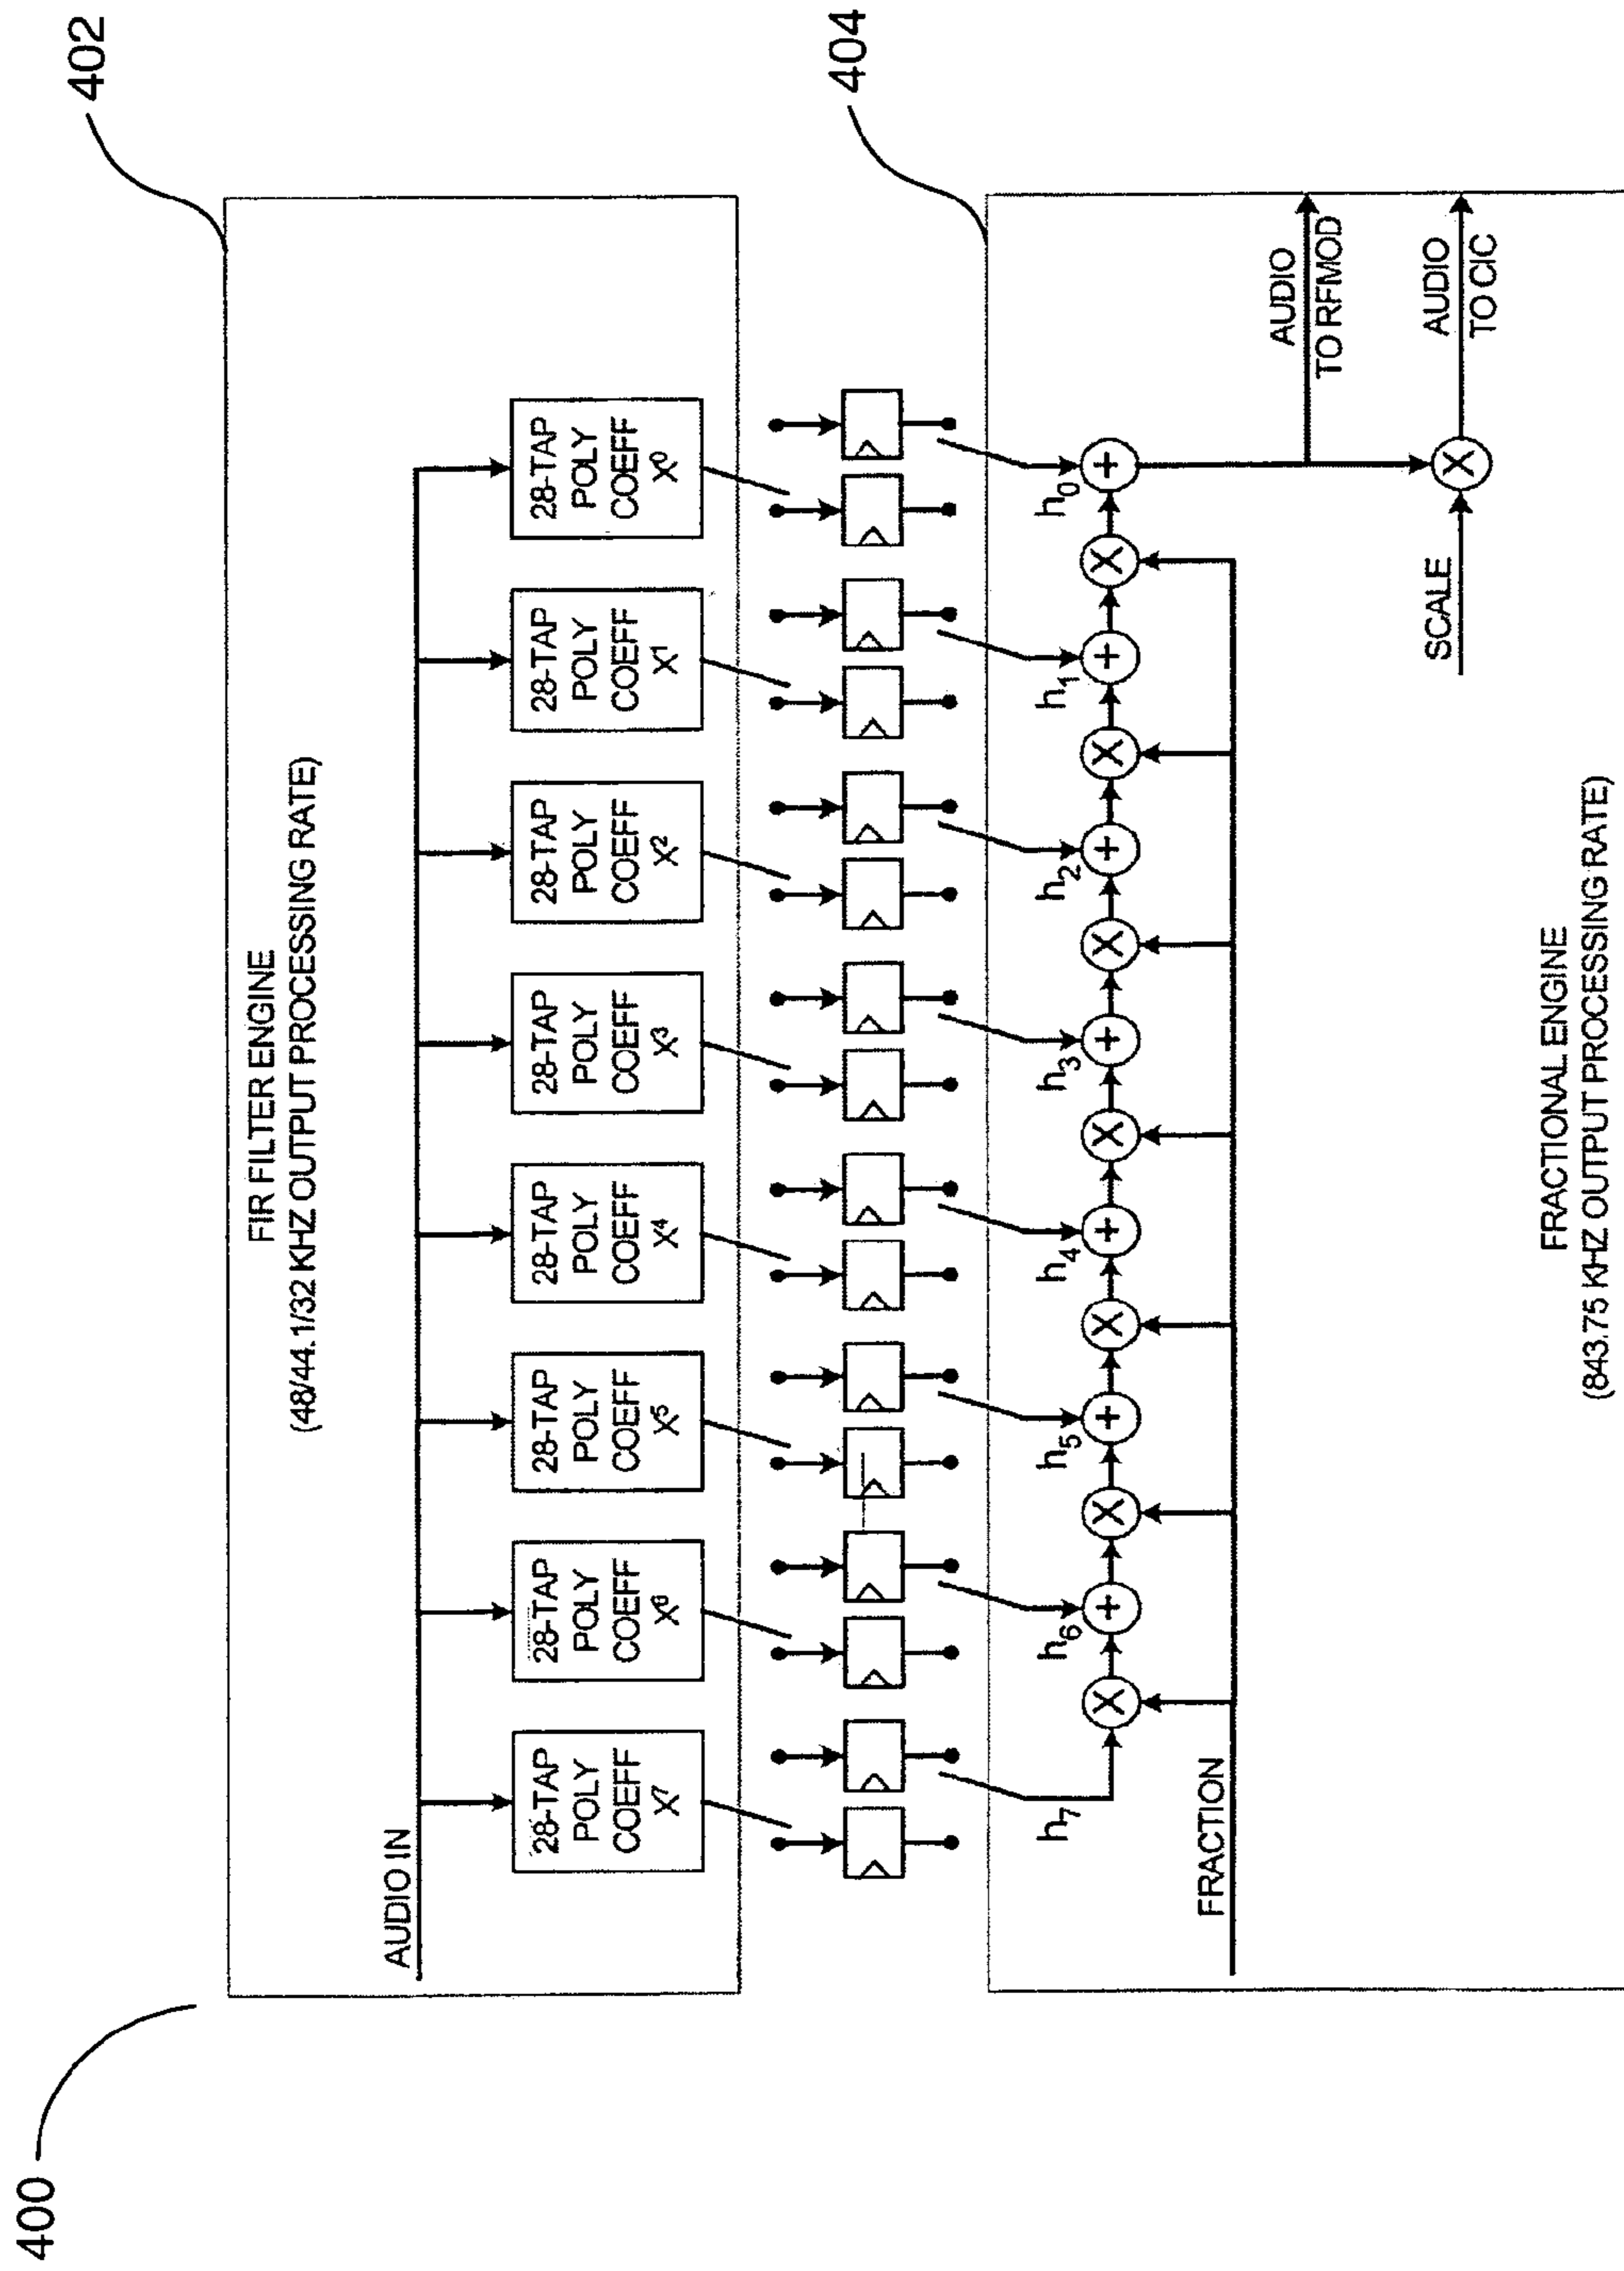 400
402
FIR FILTER ENGINE
(48/44.1/32 KHZ OUTPUT PROCESSING RATE)
AUDIO IN
28-TAP
POLY
COEFF
X⁷
28-TAP
POLY
COEFF
X⁶
28-TAP
POLY
COEFF
X⁵
28-TAP
POLY
COEFF
X⁴
28-TAP
POLY
COEFF
X³
28-TAP
POLY
COEFF
X²
28-TAP
POLY
COEFF
X¹
28-TAP
POLY
COEFF
X⁰
404
h₇
h₆
h₅
h₄
h₃
h₂
h₁
h₀
FRACTION
AUDIO
TO RFMOD
SCALE
AUDIO
TO CIC
FRACTIONAL ENGINE
(843.75 KHZ OUTPUT PROCESSING RATE)